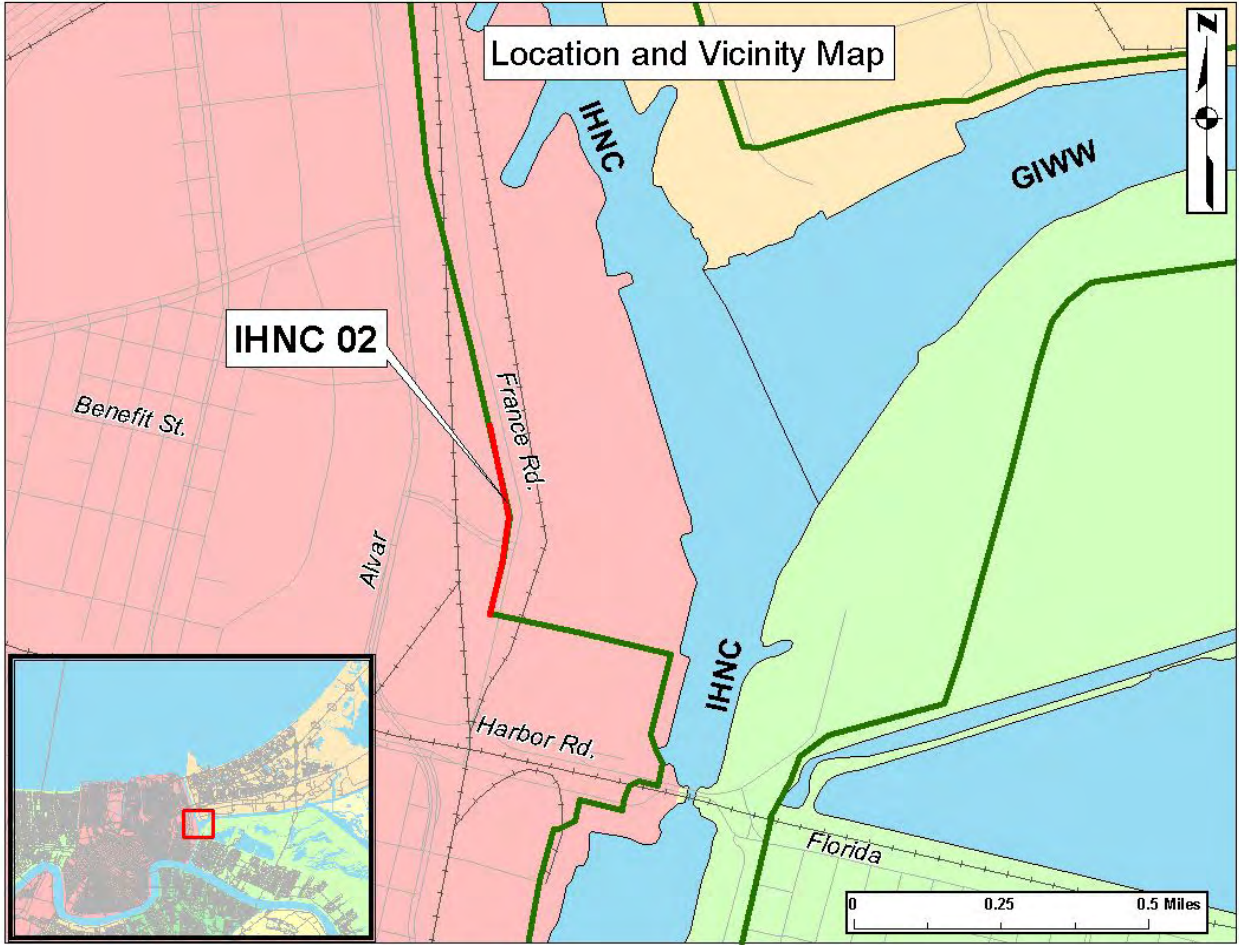 Location and Vicinity Map
N
IHNC
GIWW
IHNC 02
France Rd.
Benefit St.
Alvar
IHNC
Harbor Rd.
Florida
0 0.25 0.5 Miles